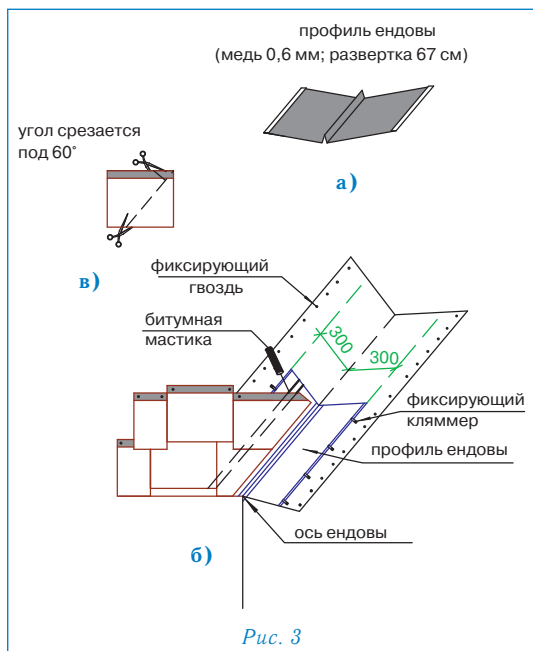 профиль ендовы
(медь 0,6 мм; развертка 67 см)
а)
угол срезается
под 60°
в)
фиксирующий
гвоздь
битумная
мастика
300
300
фиксирующий
кляммер
профиль ендовы
ось ендовы
б)
Рис. 3